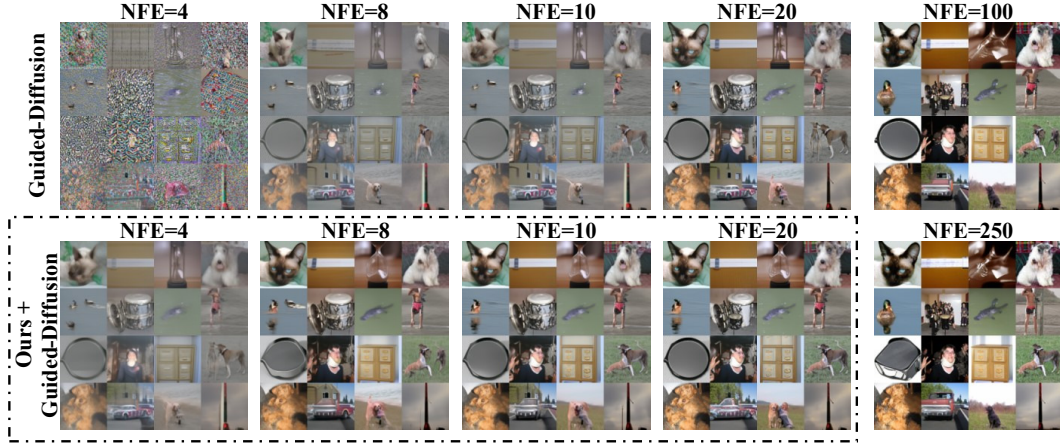 NFE=4 NFE=8 NFE=10 NFE=20 NFE=100
Guided-Diffusion
NFE=4 NFE=8 NFE=10 NFE=20 NFE=250
Ours +
Guided-Diffusion